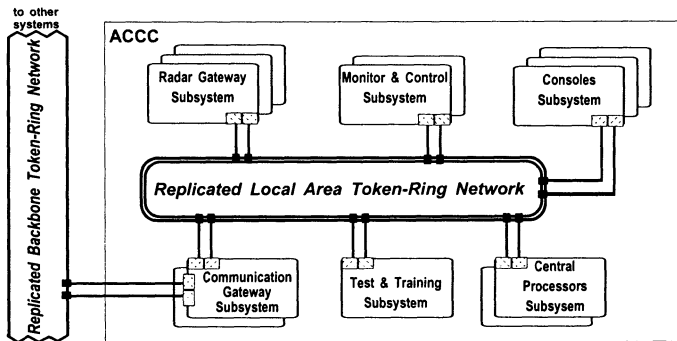 to other
systems
ACCC
Replicated Backbone Token-Ring Network
Radar Gateway
Subsystem
Monitor & Control
Subsystem
Consoles
Subsystem
Replicated Local Area Token-Ring Network
Communication
Gateway
Subsystem
Test & Training
Subsystem
Central
Processors
Subsysem